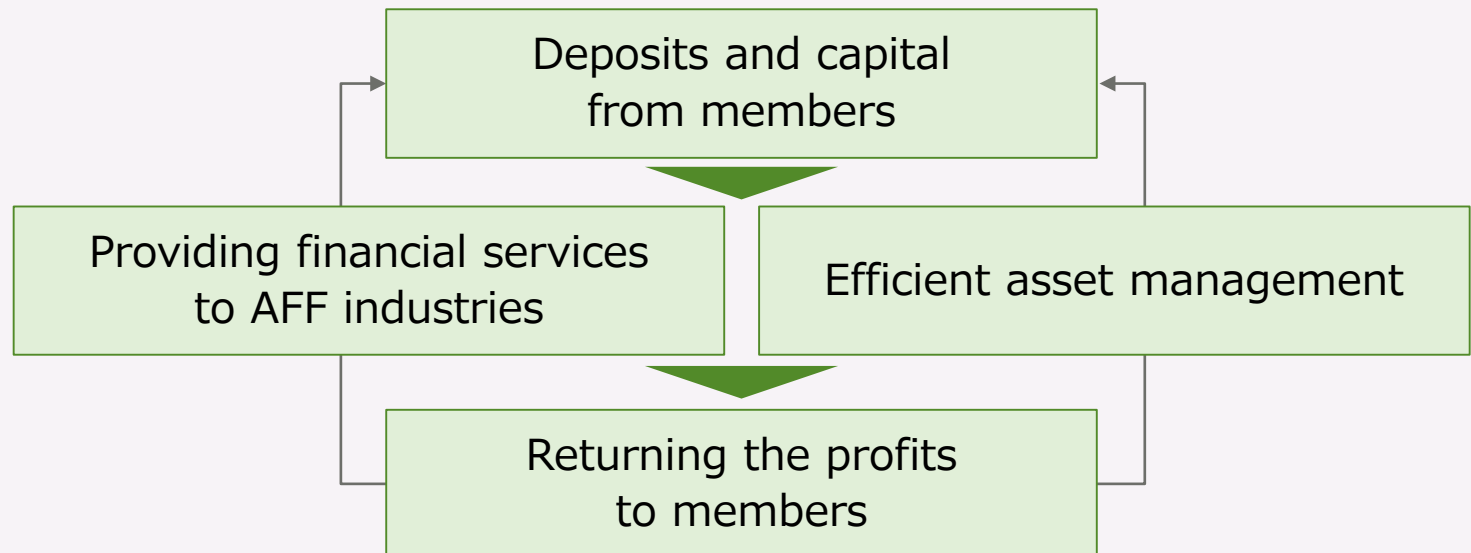 Deposits and capital
from members
Providing financial services
to AFF industries
Efficient asset management
Returning the profits
to members